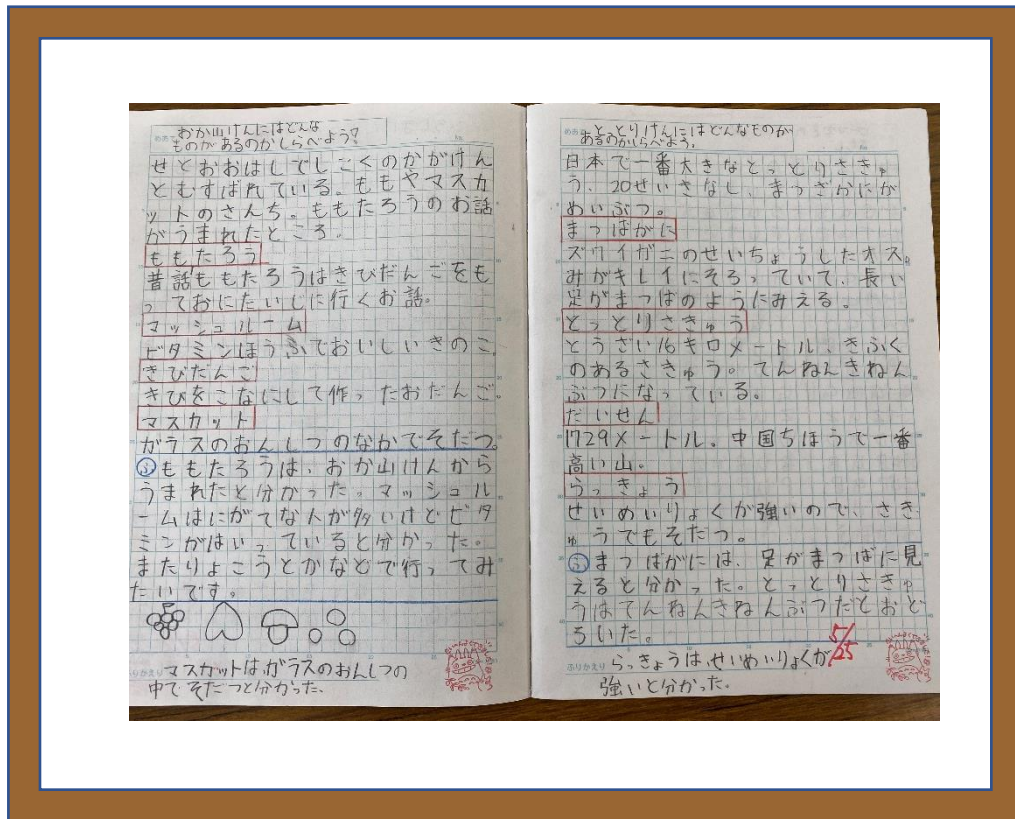 めあて おか山けんにはどんな
ものがあるのかしらべよう?
せとおおはしでしごくのかがけん
とむすばれている。ももやマスカ
ットのさんち。ももたろうのお話
がうまれたところ。
ももたろう
昔話ももたろうはきびだんごをも
っておにたいじに行くお話。
マッシュルーム
ビタミンほうふでおいしいきのこ。
きびだんご
きびをこなにして作ったおだんご。
マスカット
ガラスのおんしつのなかでそだつ。
ふ ももたろうは、おか山けんから
うまれたと分かった。マッシュル
ームはにがてな人が多いけどビタ
ミンがはいっていると分かった。
またりょこうとかなどで行ってみ
たいです。
ふりかえり マスカットは、ガラスのおんしつの
中でそだつと分かった。
めあて とっとりけんにはどんなものか
あるのかしらべよう。
日本で一番大きなとっとりさきゅ
う、20せいきなし、まつざかにが
めいぶつ。
まつばがに
ズワイガニのせいちょうしたオス。
みがキレイにそろっていて、長い
足がまつばのようにみえる。
とっとりさきゅう
とうざい16キロメートル、きふく
のあるさきゅう。てんねんきねん
ぶつになっている。
だいせん
1729メートル。中国ちほうで一番
高い山。
らっきょう
せいめいりょくが強いので、さき
ゅうでもそだつ。
ふ まつばがには、足がまつばに見
えると分かった。とっとりさきゅ
うはてんねんきねんぶつだとおど
ろいた。
5/25
ふりかえり らっきょうは、せいめいりょくが
強いと分かった。